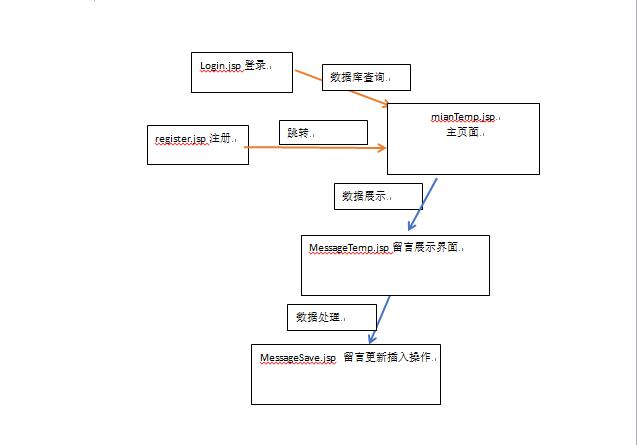 Login.jsp 登录
数据库查询
mianTemp.jsp
主页面
register.jsp 注册
跳转
数据展示
MessageTemp.jsp 留言展示界面
数据处理
MessageSave.jsp 留言更新插入操作